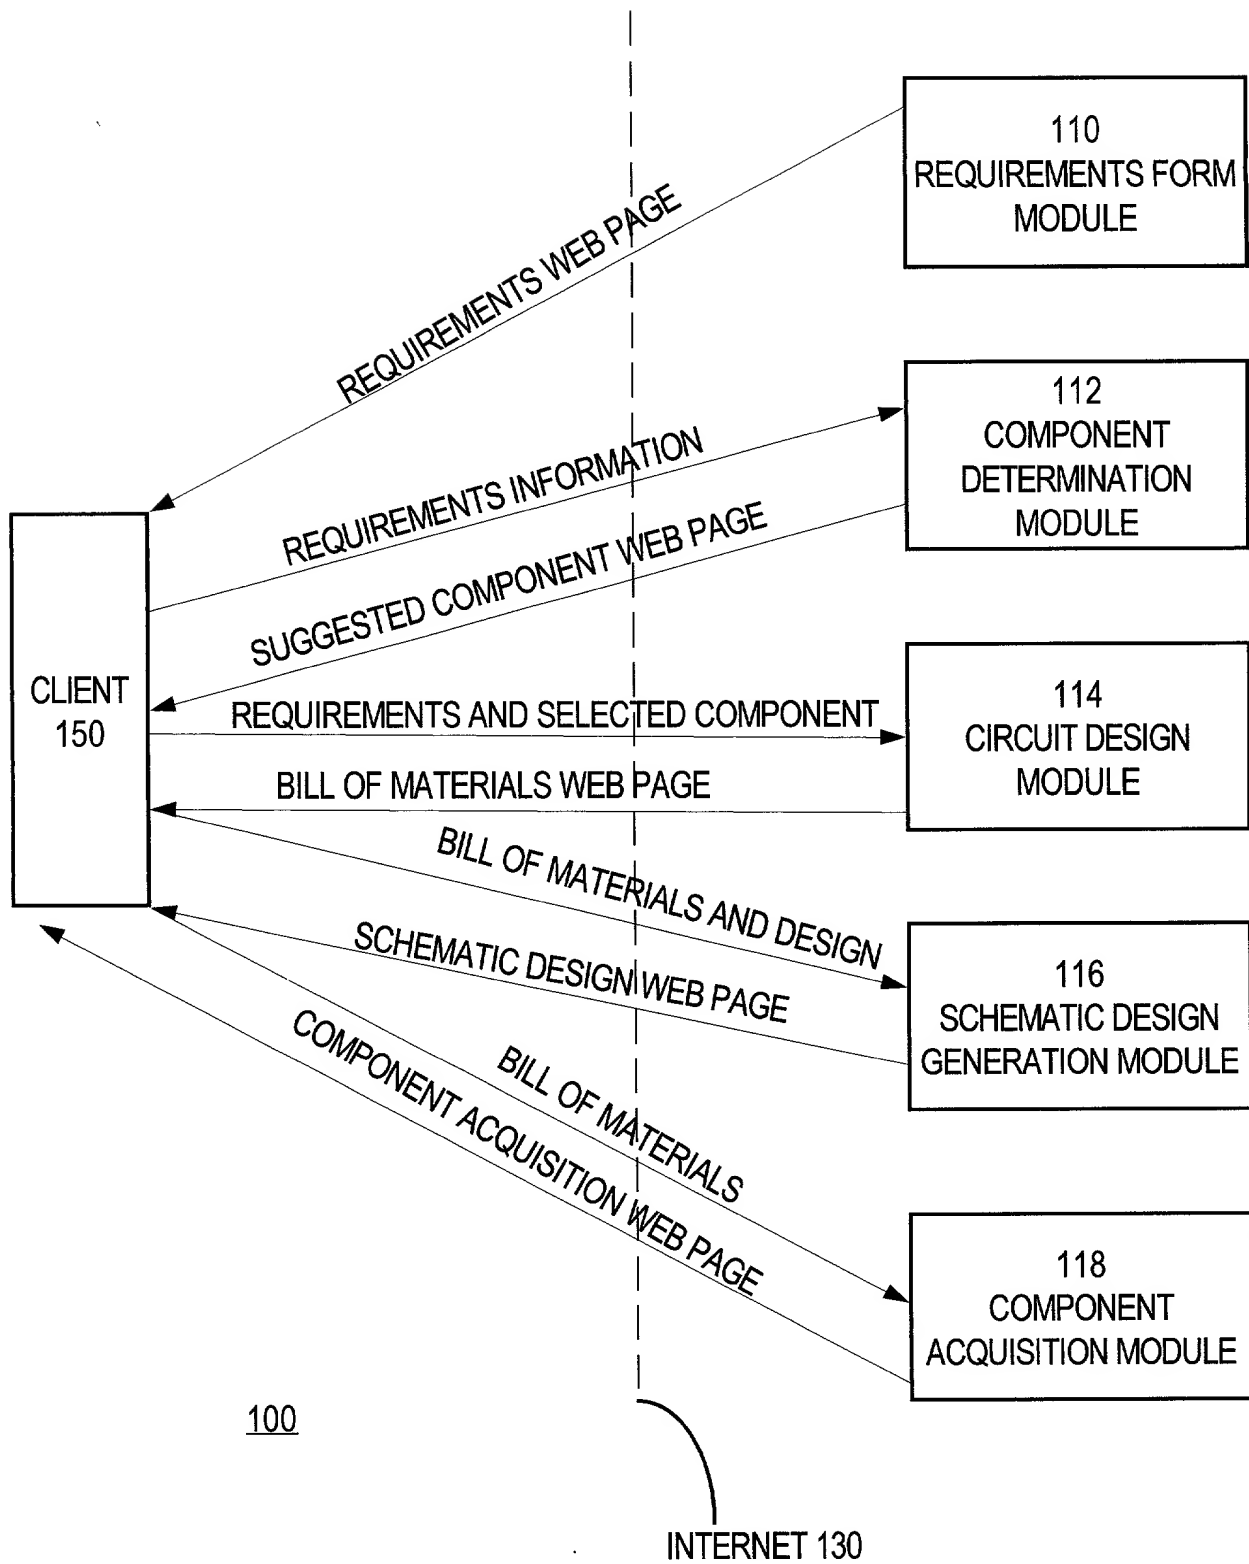 110
REQUIREMENTS FORM
MODULE
REQUIREMENTS WEB PAGE
112
COMPONENT
DETERMINATION
MODULE
REQUIREMENTS INFORMATION
SUGGESTED COMPONENT WEB PAGE
CLIENT
150
REQUIREMENTS AND SELECTED COMPONENT
114
CIRCUIT DESIGN
MODULE
BILL OF MATERIALS WEB PAGE
BILL OF MATERIALS AND DESIGN
SCHEMATIC DESIGN WEB PAGE
116
SCHEMATIC DESIGN
GENERATION MODULE
BILL OF MATERIALS
COMPONENT ACQUISITION WEB PAGE
118
COMPONENT
ACQUISITION MODULE
100
INTERNET 130